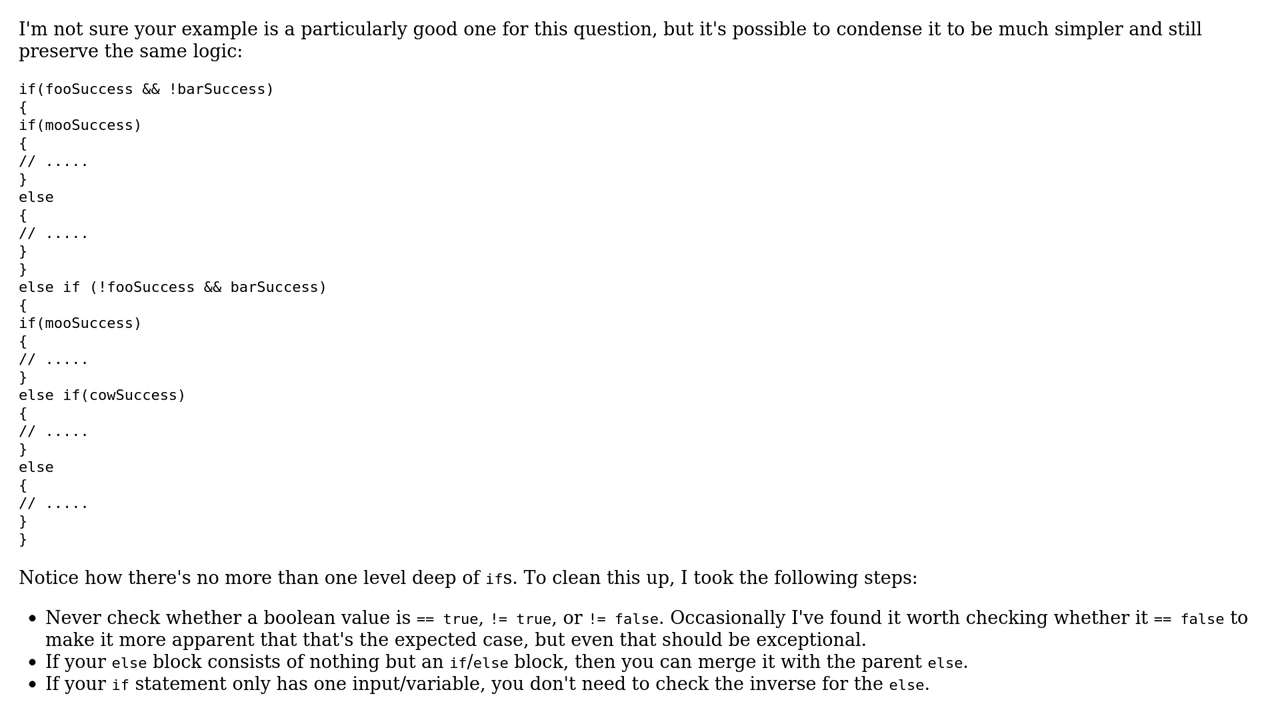 I'm not sure your example is a particularly good one for this question, but it's possible to condense it to be much simpler and still
preserve the same logic:
if(fooSuccess && !barSuccess)
{
if(mooSuccess)
{
// .....
}
else
{
// .....
}
}
else if (!fooSuccess && barSuccess)
{
if(mooSuccess)
{
// .....
}
else if(cowSuccess)
{
// .....
}
else
{
// .....
}
}
Notice how there's no more than one level deep of ifs. To clean this up, I took the following steps:
• Never check whether a boolean value is == true, != true, or != false. Occasionally I've found it worth checking whether it == false to
make it more apparent that that's the expected case, but even that should be exceptional.
• If your else block consists of nothing but an if/else block, then you can merge it with the parent else.
• If your if statement only has one input/variable, you don't need to check the inverse for the else.